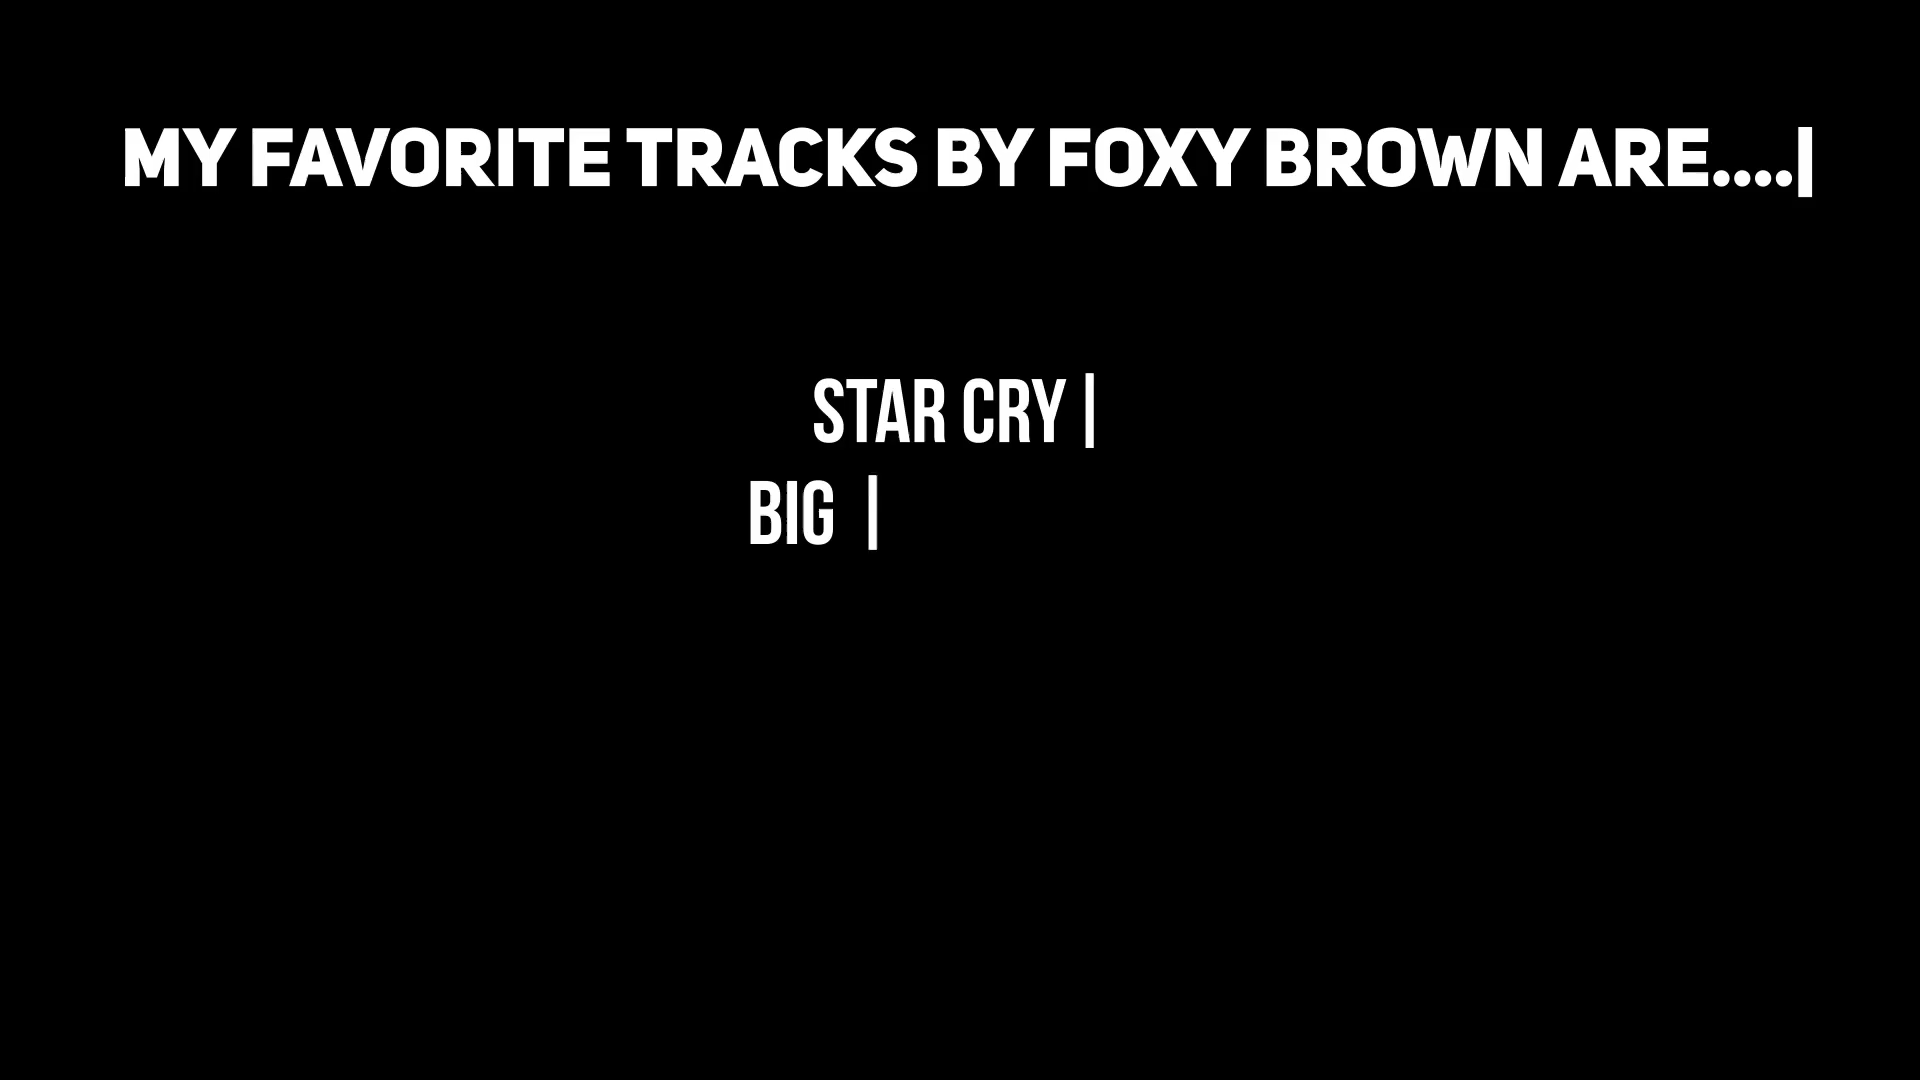 MY FAVORITE TRACKS BY FOXY BROWN ARE....|
STAR CRY |
BIG |